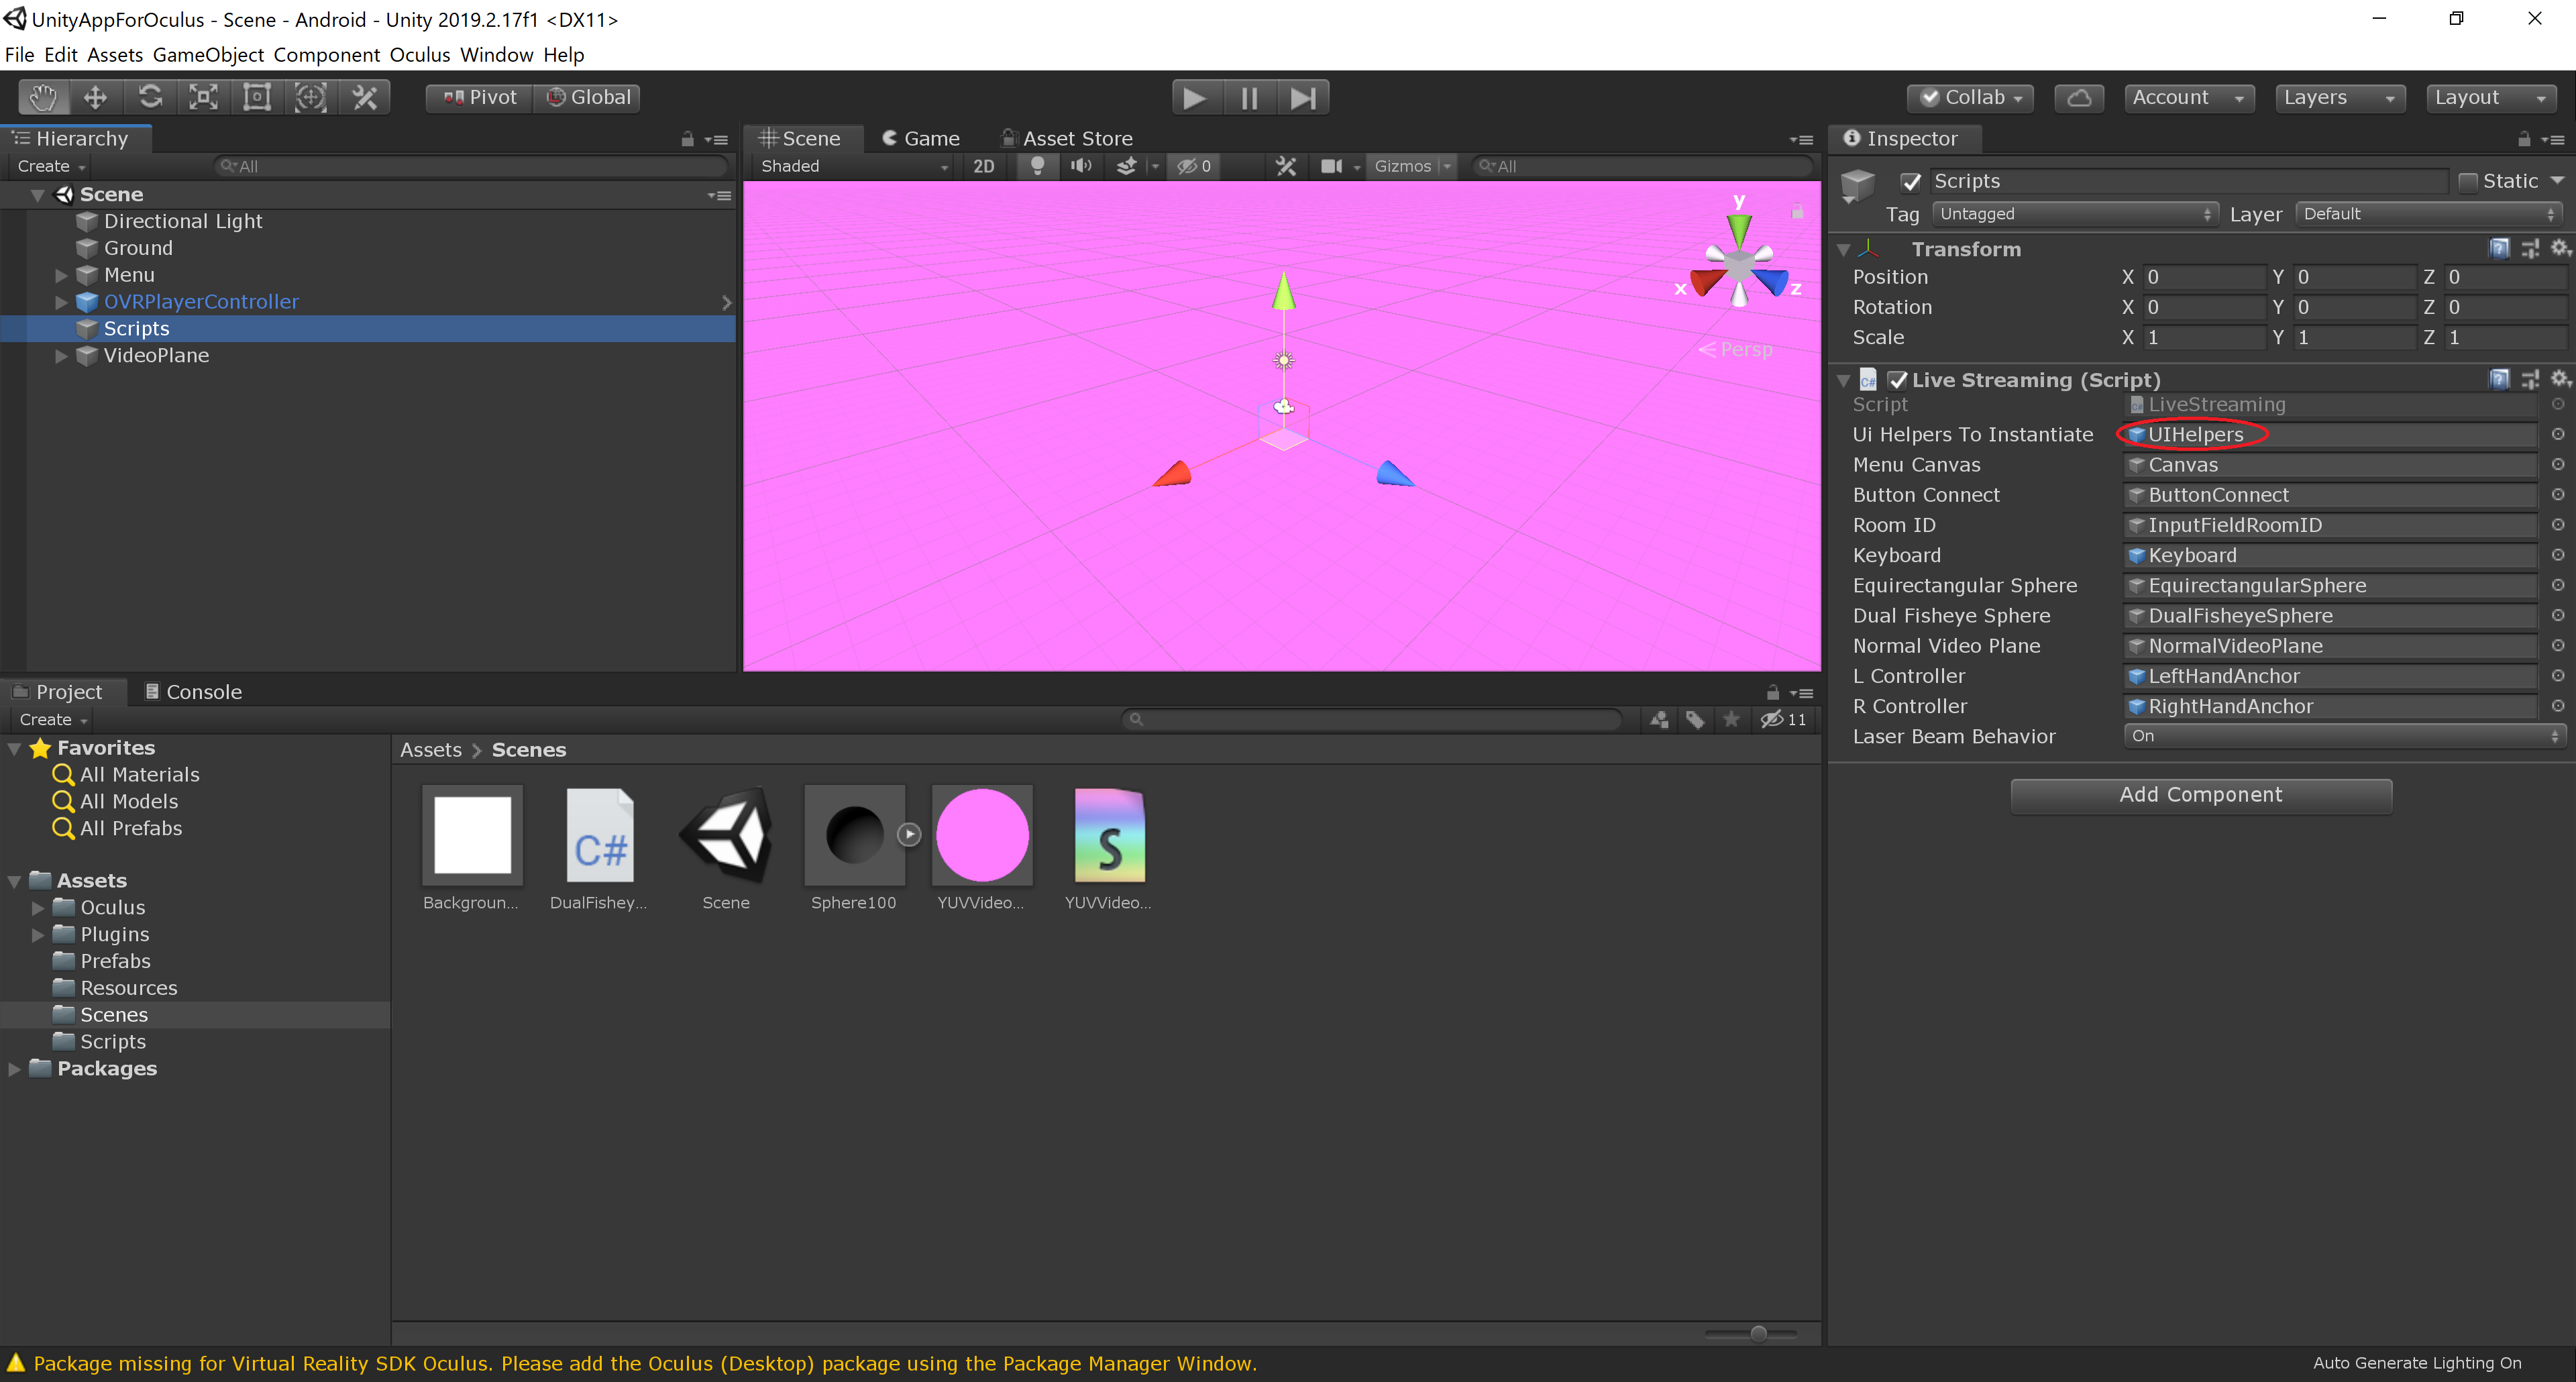 UnityAppForOculus - Scene - Android - Unity 2019.2.17f1 <DX11>
File Edit Assets GameObject Component Oculus Window Help
Pivot Global Collab Account Layers Layout
Hierarchy
Create All
Scene
Directional Light
Ground
Menu
OVRPlayerController
Scripts
VideoPlane
Scene Game Asset Store
Shaded 2D 0 Gizmos All
y
x z
Persp
Inspector
Scripts Static
Tag Untagged Layer Default
Transform
Position X 0 Y 0 Z 0
Rotation X 0 Y 0 Z 0
Scale X 1 Y 1 Z 1
C# Live Streaming (Script)
Script LiveStreaming
Ui Helpers To Instantiate UIHelpers
Menu Canvas Canvas
Button Connect ButtonConnect
Room ID InputFieldRoomID
Keyboard Keyboard
Equirectangular Sphere EquirectangularSphere
Dual Fisheye Sphere DualFisheyeSphere
Normal Video Plane NormalVideoPlane
L Controller LeftHandAnchor
R Controller RightHandAnchor
Laser Beam Behavior On
Add Component
Project Console
Create 11
Favorites
All Materials
All Models
All Prefabs
Assets
Oculus
Plugins
Prefabs
Resources
Scenes
Scripts
Packages
Assets > Scenes
C# S
Backgroun... DualFishey... Scene Sphere100 YUVVideo... YUVVideo...
Package missing for Virtual Reality SDK Oculus. Please add the Oculus (Desktop) package using the Package Manager Window.
Auto Generate Lighting On